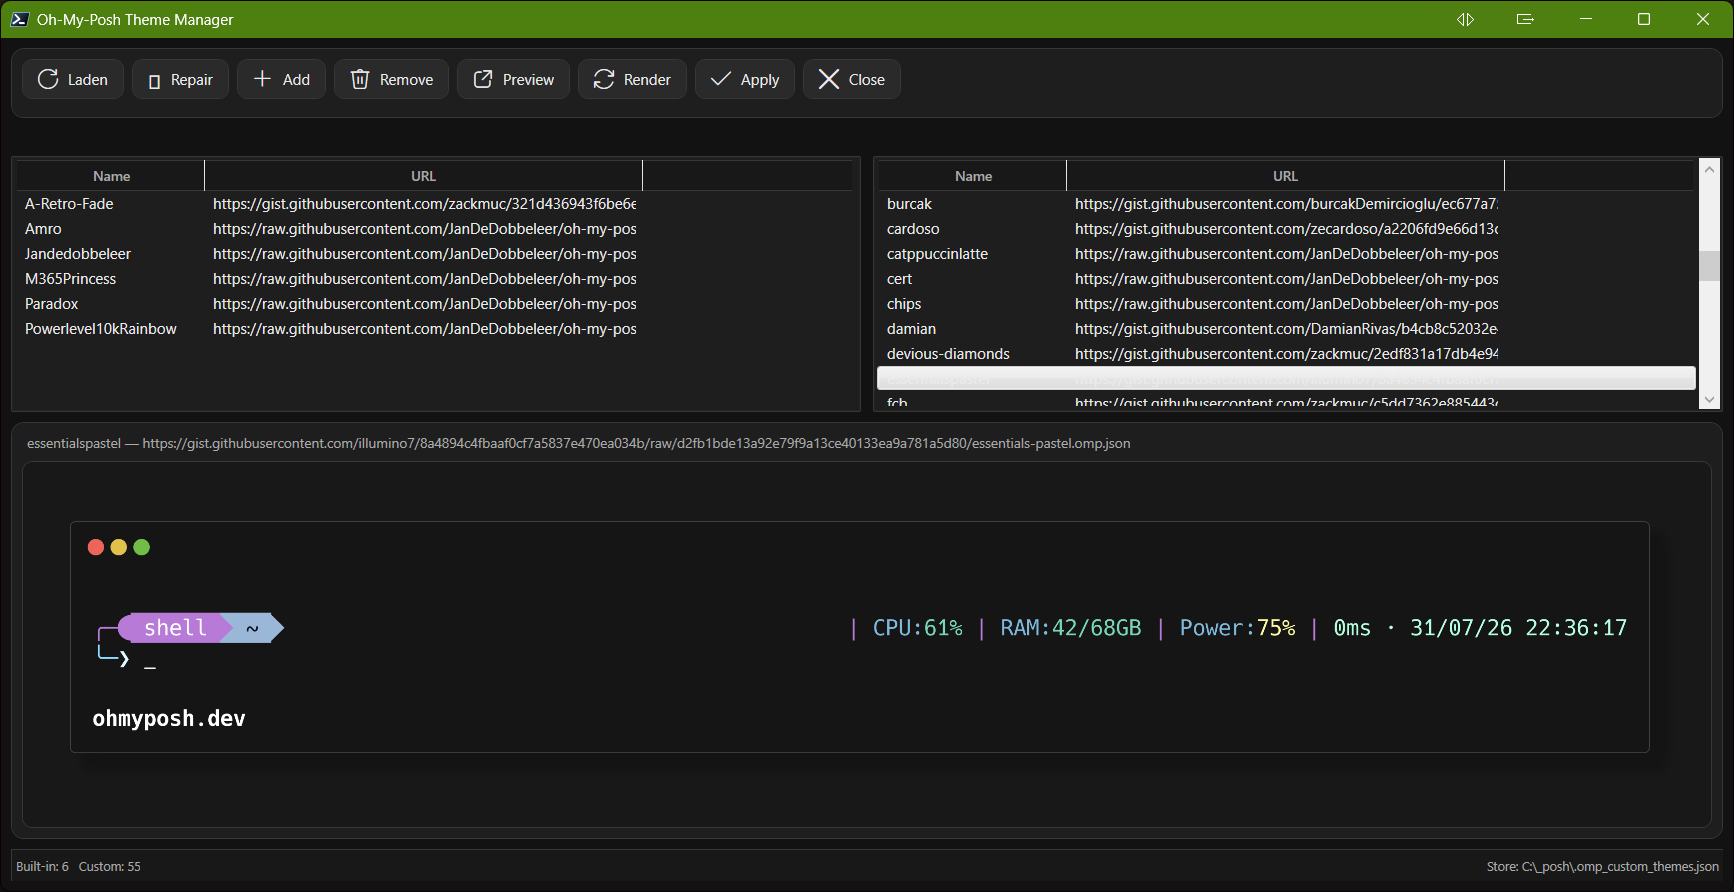 Oh-My-Posh Theme Manager
Laden Repair Add Remove Preview Render Apply Close
Name URL
A-Retro-Fade https://gist.githubusercontent.com/zackmuc/321d436943f6be6e
Amro https://raw.githubusercontent.com/JanDeDobbeleer/oh-my-pos
Jandedobbeleer https://raw.githubusercontent.com/JanDeDobbeleer/oh-my-pos
M365Princess https://raw.githubusercontent.com/JanDeDobbeleer/oh-my-pos
Paradox https://raw.githubusercontent.com/JanDeDobbeleer/oh-my-pos
Powerlevel10kRainbow https://raw.githubusercontent.com/JanDeDobbeleer/oh-my-pos
Name URL
burcak https://gist.githubusercontent.com/burcakDemircioglu/ec677a7
cardoso https://gist.githubusercontent.com/zecardoso/a2206fd9e66d13
catppuccinlatte https://raw.githubusercontent.com/JanDeDobbeleer/oh-my-pos
cert https://raw.githubusercontent.com/JanDeDobbeleer/oh-my-pos
chips https://raw.githubusercontent.com/JanDeDobbeleer/oh-my-pos
damian https://gist.githubusercontent.com/DamianRivas/b4cb8c52032e
devious-diamonds https://gist.githubusercontent.com/zackmuc/2edf831a17db4e94
essentialspastel
fcb https://gist.githubusercontent.com/zackmuc/c5dd7362e885443
essentialspastel — https://gist.githubusercontent.com/illumino7/8a4894c4fbaaf0cf7a5837e470ea034b/raw/d2fb1bde13a92e79f9a13ce40133ea9a781a5d80/essentials-pastel.omp.json
shell ~ | CPU:61% | RAM:42/68GB | Power:75% | 0ms · 31/07/26 22:36:17
❯ _
ohmyposh.dev
Built-in: 6 Custom: 55 Store: C:\_posh\.omp_custom_themes.json